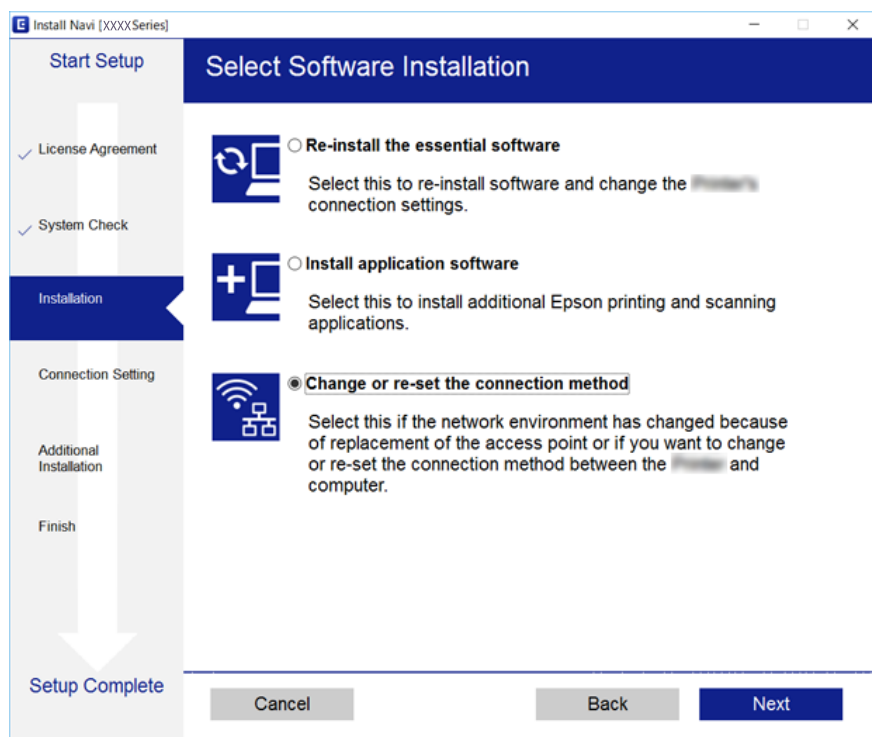 Install Navi [XXXX Series]
Start Setup
License Agreement
System Check
Installation
Connection Setting
Additional
Installation
Finish
Setup Complete
Select Software Installation
Re-install the essential software
Select this to re-install software and change the
connection settings.
Install application software
Select this to install additional Epson printing and scanning
applications.
Change or re-set the connection method
Select this if the network environment has changed because
of replacement of the access point or if you want to change
or re-set the connection method between the and
computer.
Cancel
Back
Next